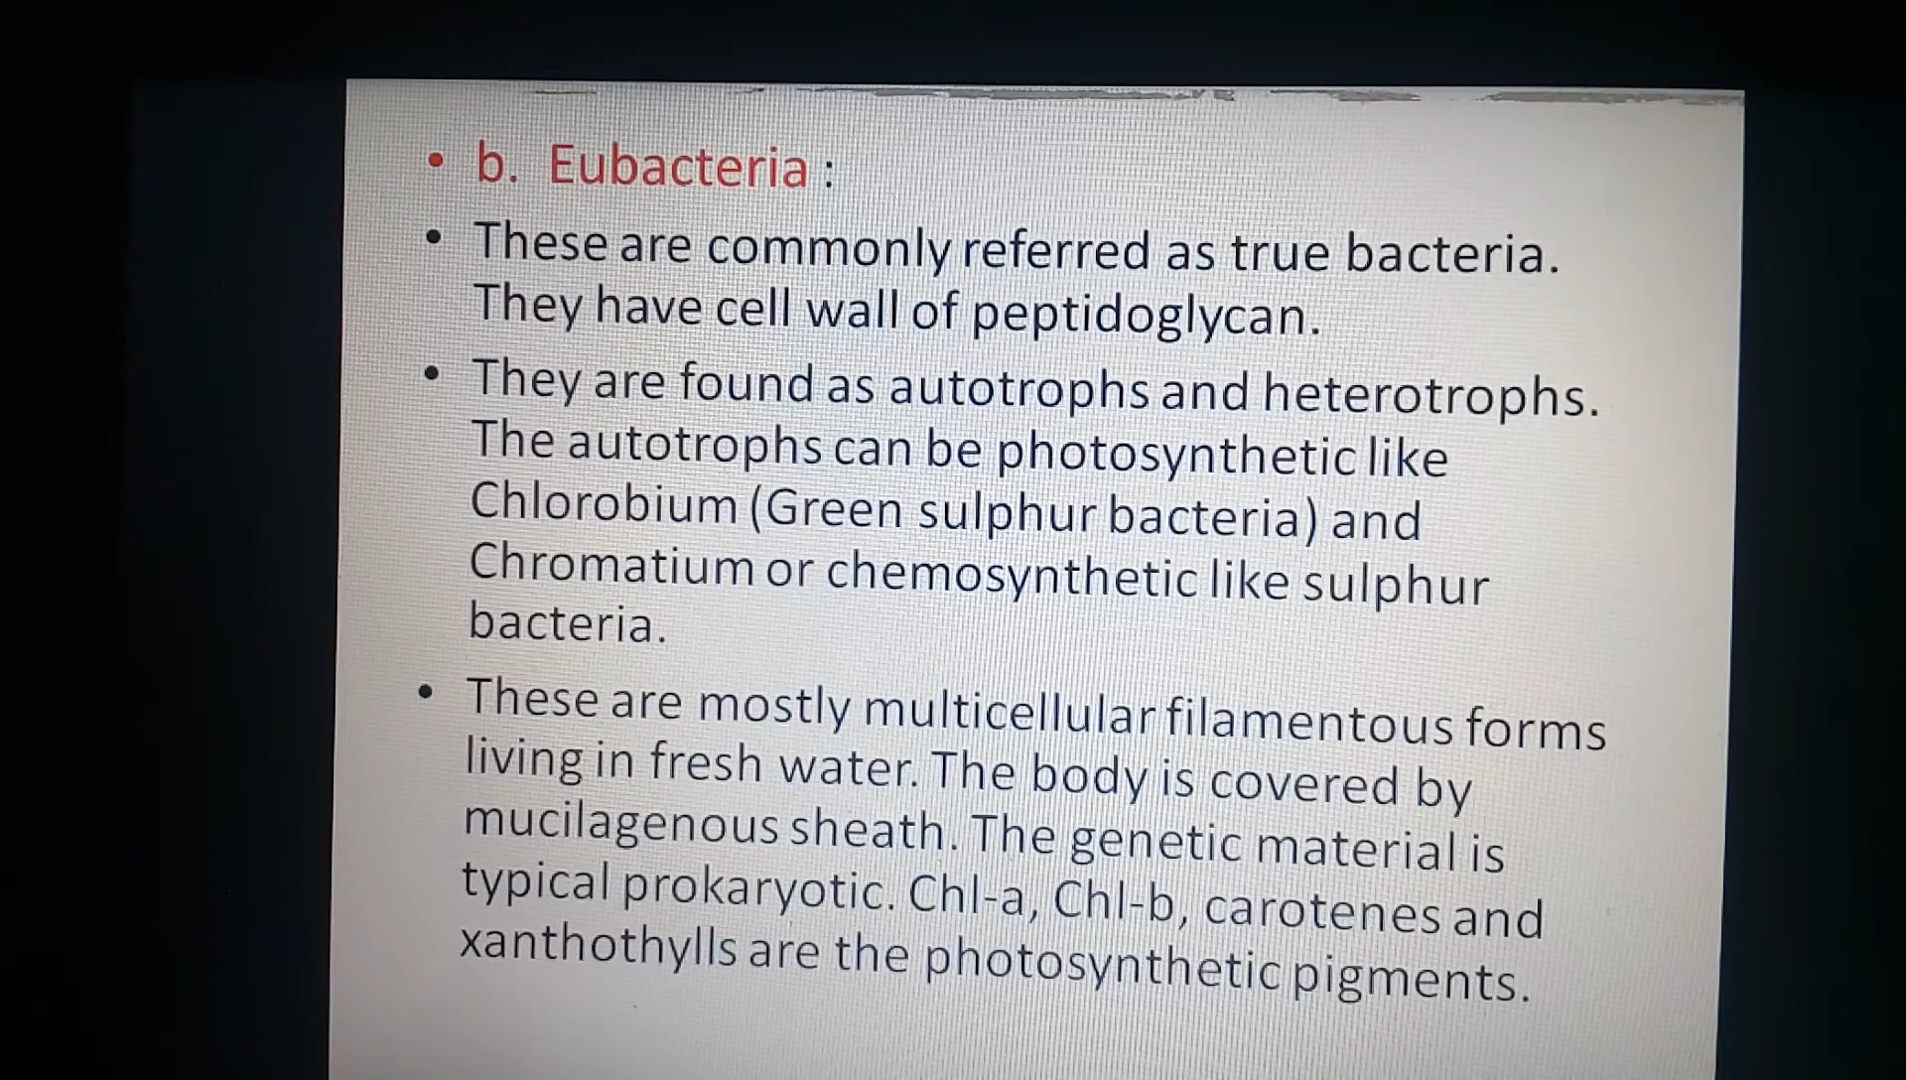 • b. Eubacteria :
• These are commonly referred as true bacteria.
They have cell wall of peptidoglycan.
• They are found as autotrophs and heterotrophs.
The autotrophs can be photosynthetic like
Chlorobium (Green sulphur bacteria) and
Chromatium or chemosynthetic like sulphur
bacteria.
• These are mostly multicellular filamentous forms
living in fresh water. The body is covered by
mucilagenous sheath. The genetic material is
typical prokaryotic. Chl-a, Chl-b, carotenes and
xanthothylls are the photosynthetic pigments.